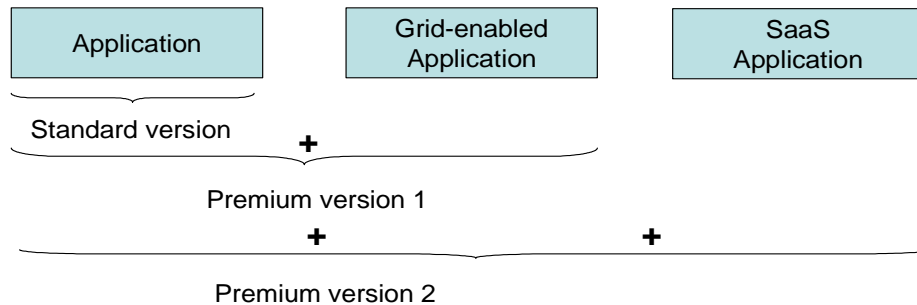 Application
Grid-enabled
Application
SaaS
Application
Standard version
+
Premium version 1
+ +
Premium version 2